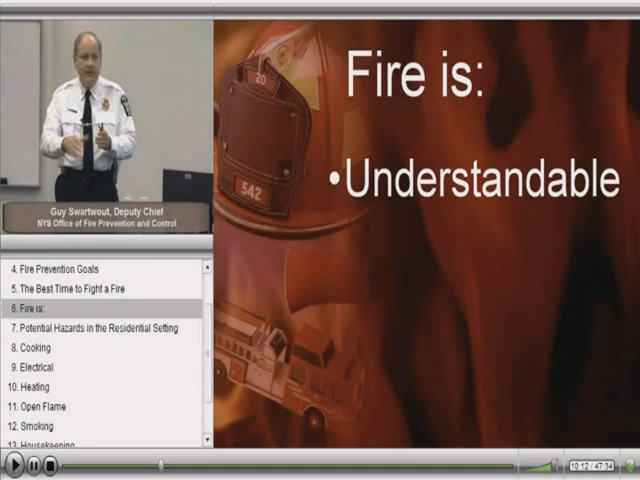 Fire is:
•Understandable
20
542
Guy Swartwout, Deputy Chief
NYS Office of Fire Prevention and Control
4. Fire Prevention Goals
5. The Best Time to Fight a Fire
6. Fire is:
7. Potential Hazards in the Residential Setting
8. Cooking
9. Electrical
10. Heating
11. Open Flame
12. Smoking
13. Housekeeping
10:12 / 47:34